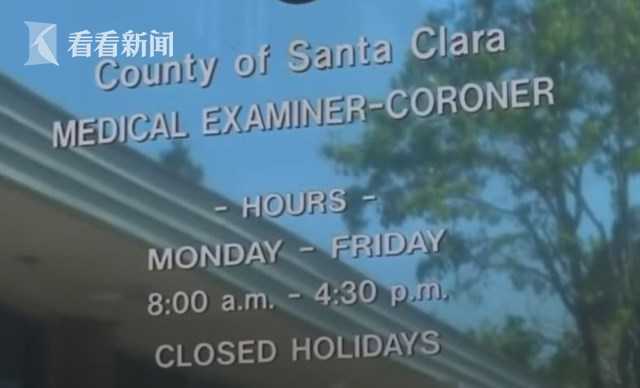 看看新闻
County of Santa Clara
MEDICAL EXAMINER-CORONER
- HOURS -
MONDAY - FRIDAY
8:00 a.m. - 4:30 p.m.
CLOSED HOLIDAYS